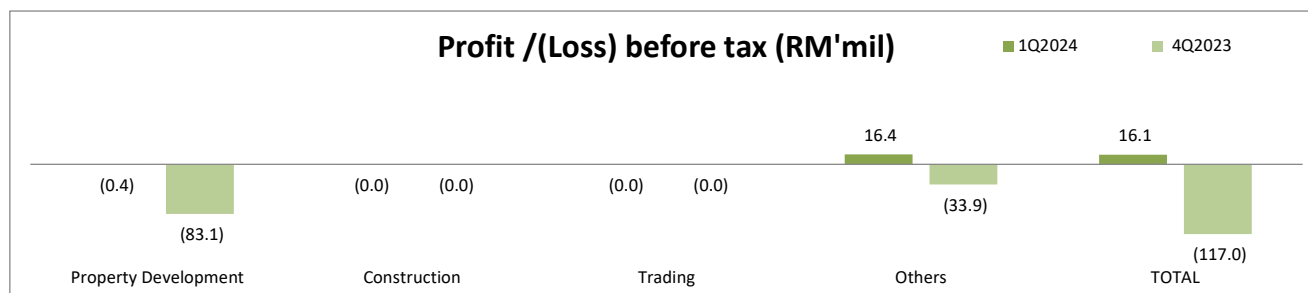 Profit /(Loss) before tax (RM'mil)
1Q2024
4Q2023
(0.4)
(83.1)
(0.0)
(0.0)
(0.0)
(0.0)
16.4
(33.9)
16.1
(117.0)
Property Development
Construction
Trading
Others
TOTAL